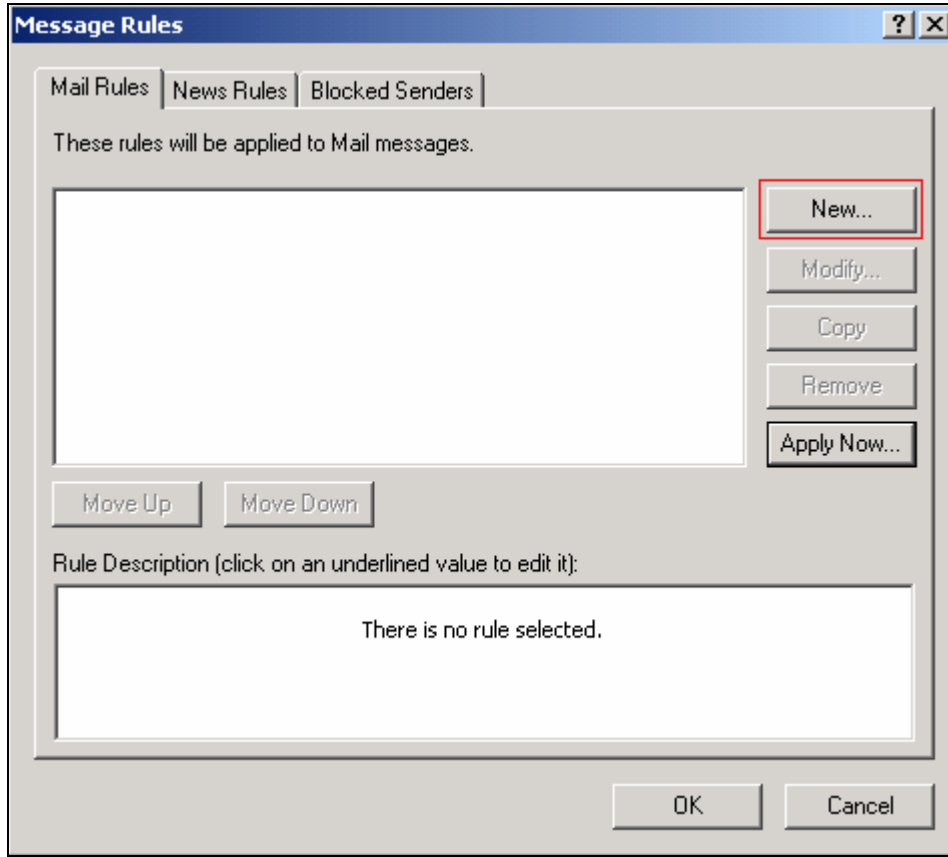 Message Rules
Mail Rules News Rules Blocked Senders
These rules will be applied to Mail messages.
New...
Modify...
Copy
Remove
Apply Now...
Move Up Move Down
Rule Description (click on an underlined value to edit it):
There is no rule selected.
OK Cancel